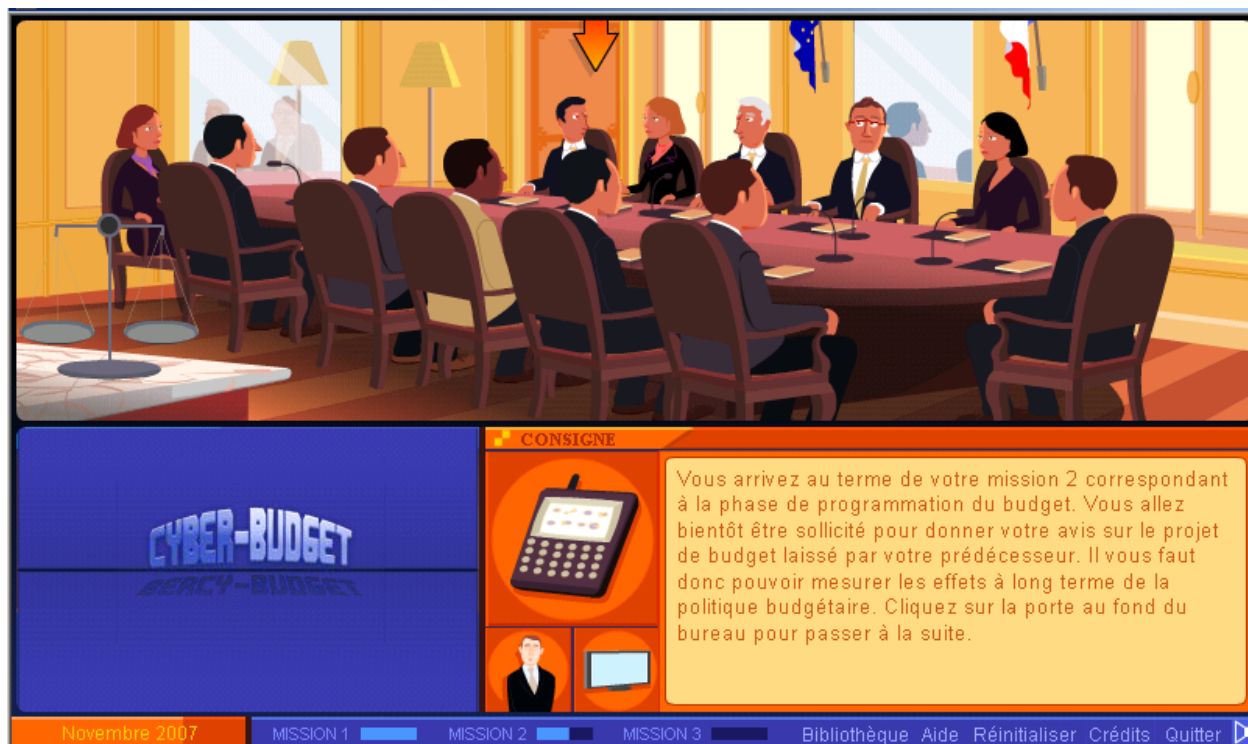 CYBER-BUDGET
BERCY-BUDGET
CONSIGNE
Vous arrivez au terme de votre mission 2 correspondant
à la phase de programmation du budget. Vous allez
bientôt être sollicité pour donner votre avis sur le projet
de budget laissé par votre prédécesseur. Il vous faut
donc pouvoir mesurer les effets à long terme de la
politique budgétaire. Cliquez sur la porte au fond du
bureau pour passer à la suite.
Novembre 2007 MISSION 1 MISSION 2 MISSION 3 Bibliothèque Aide Réinitialiser Crédits Quitter